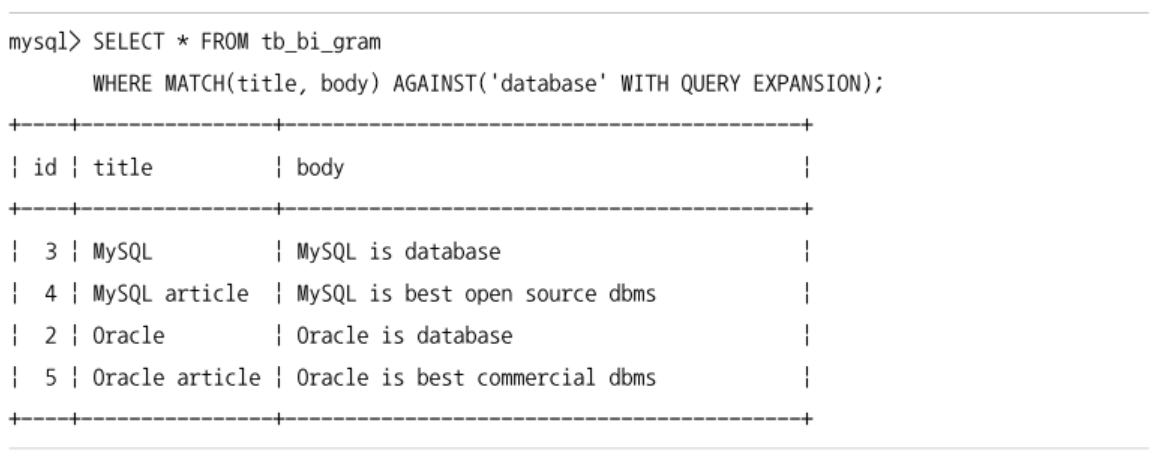 mysql> SELECT * FROM tb_bi_gram
WHERE MATCH(title, body) AGAINST('database' WITH QUERY EXPANSION);
+----+----------------+-------------------------------------------+
| id | title          | body                                      |
+----+----------------+-------------------------------------------+
|  3 | MySQL          | MySQL is database                         |
|  4 | MySQL article  | MySQL is best open source dbms            |
|  2 | Oracle         | Oracle is database                        |
|  5 | Oracle article | Oracle is best commercial dbms            |
+----+----------------+-------------------------------------------+